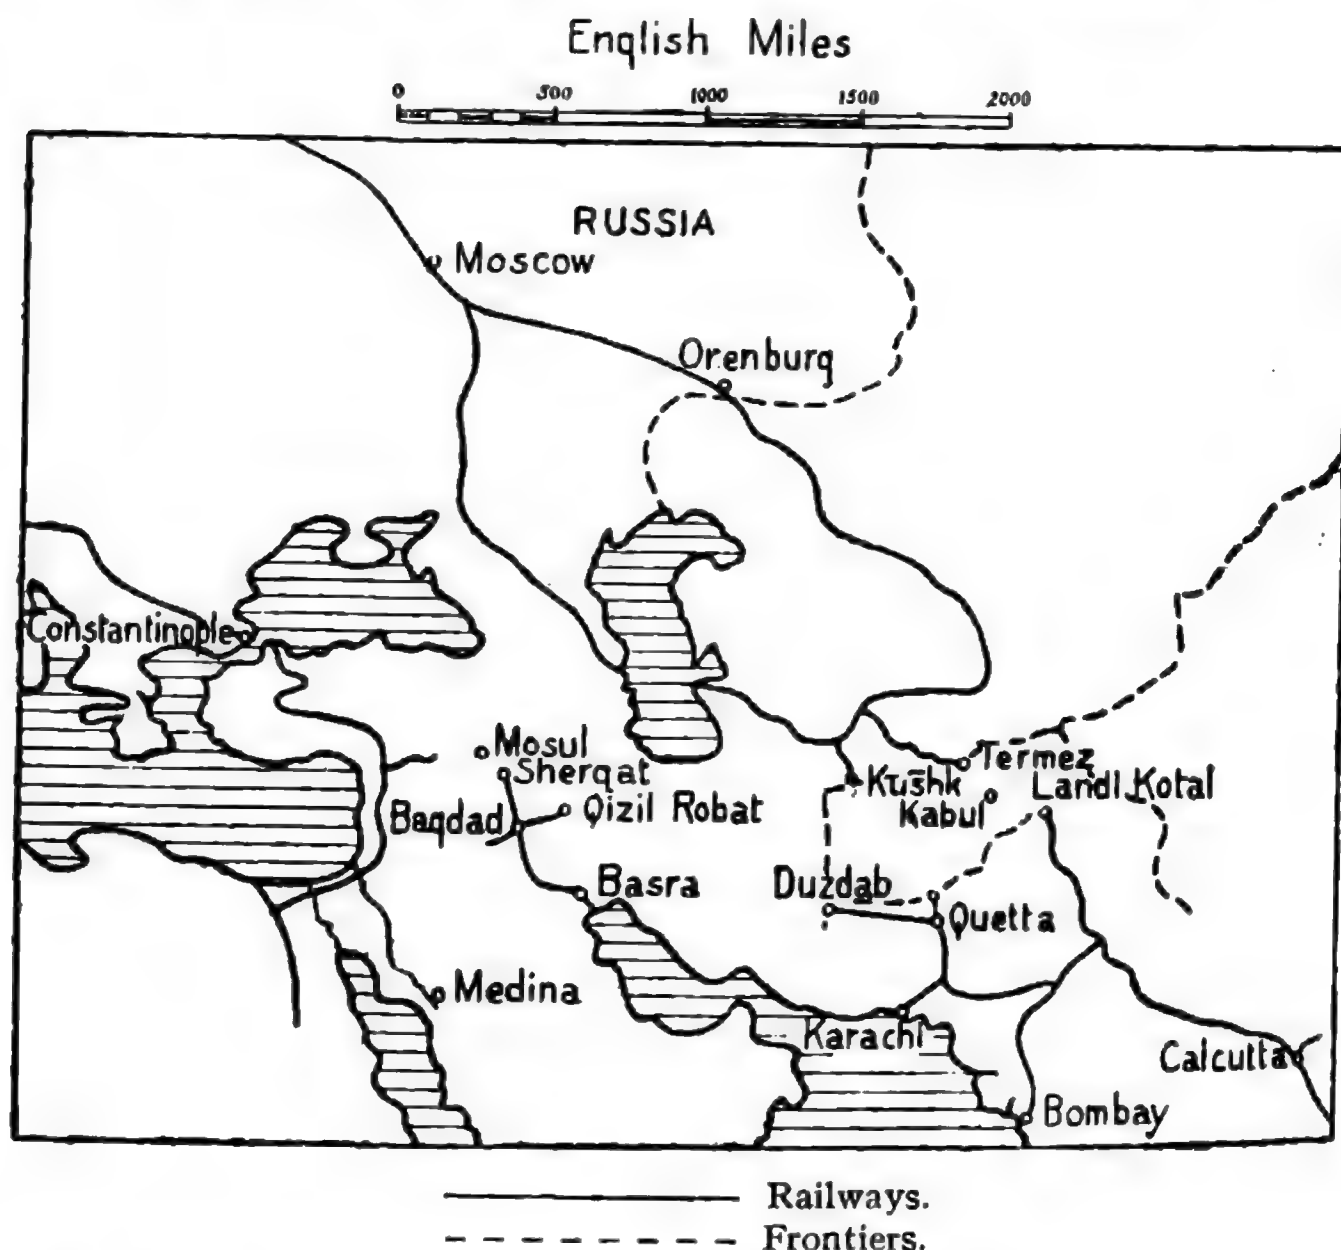 English Miles
0 500 1000 1500 2000
RUSSIA
Moscow
Orenburg
Constantinople
Mosul
Sherqat
Termez
Kushk
Landi Kotal
Kabul
Qizil Robat
Baqdad
Basra
Duzdab
Quetta
Medina
Karachi
Calcutta
Bombay
Railways.
Frontiers.